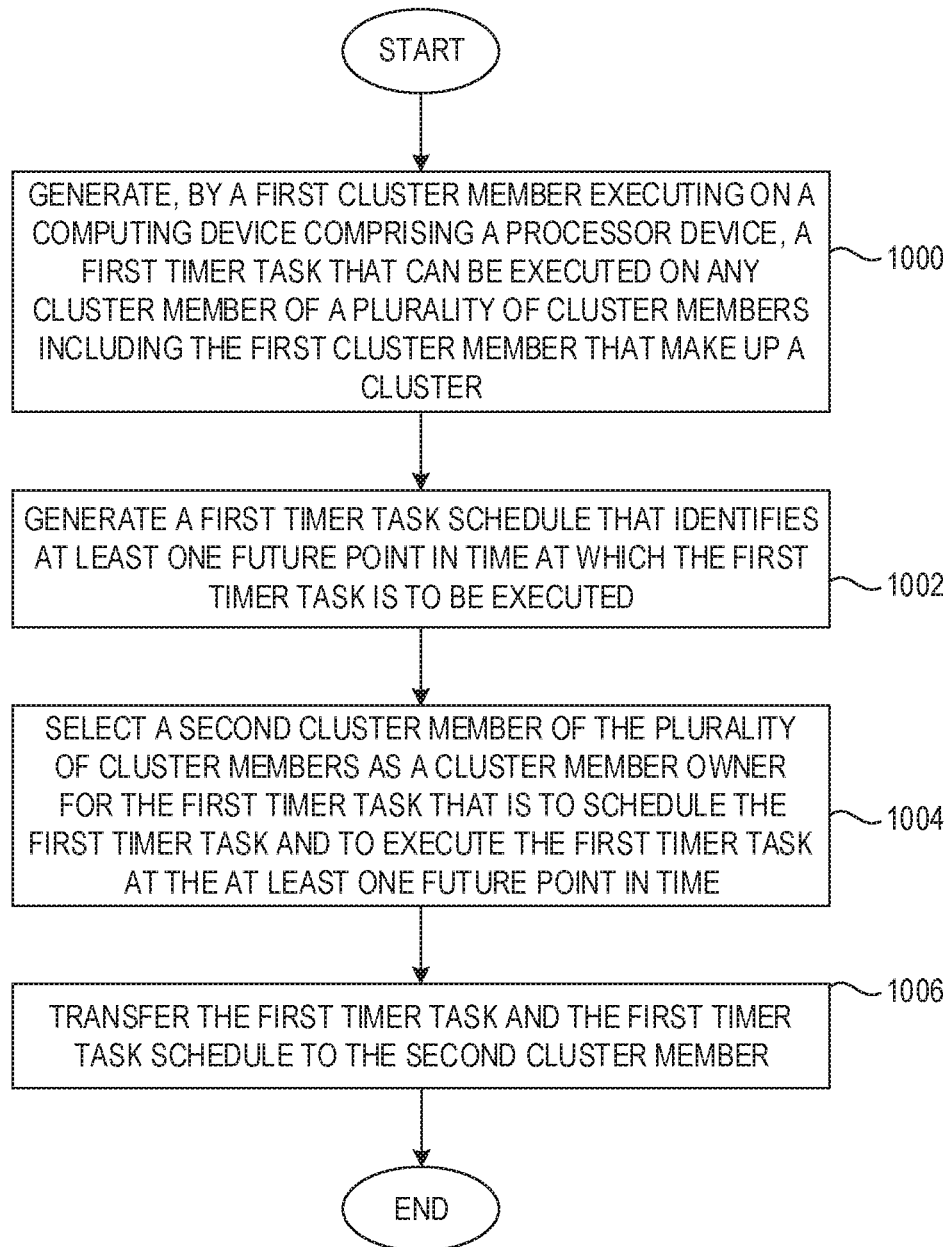 START
GENERATE, BY A FIRST CLUSTER MEMBER EXECUTING ON A
COMPUTING DEVICE COMPRISING A PROCESSOR DEVICE, A
FIRST TIMER TASK THAT CAN BE EXECUTED ON ANY
CLUSTER MEMBER OF A PLURALITY OF CLUSTER MEMBERS
INCLUDING THE FIRST CLUSTER MEMBER THAT MAKE UP A
CLUSTER
1000
GENERATE A FIRST TIMER TASK SCHEDULE THAT IDENTIFIES
AT LEAST ONE FUTURE POINT IN TIME AT WHICH THE FIRST
TIMER TASK IS TO BE EXECUTED
1002
SELECT A SECOND CLUSTER MEMBER OF THE PLURALITY
OF CLUSTER MEMBERS AS A CLUSTER MEMBER OWNER
FOR THE FIRST TIMER TASK THAT IS TO SCHEDULE THE
FIRST TIMER TASK AND TO EXECUTE THE FIRST TIMER TASK
AT THE AT LEAST ONE FUTURE POINT IN TIME
1004
TRANSFER THE FIRST TIMER TASK AND THE FIRST TIMER
TASK SCHEDULE TO THE SECOND CLUSTER MEMBER
1006
END